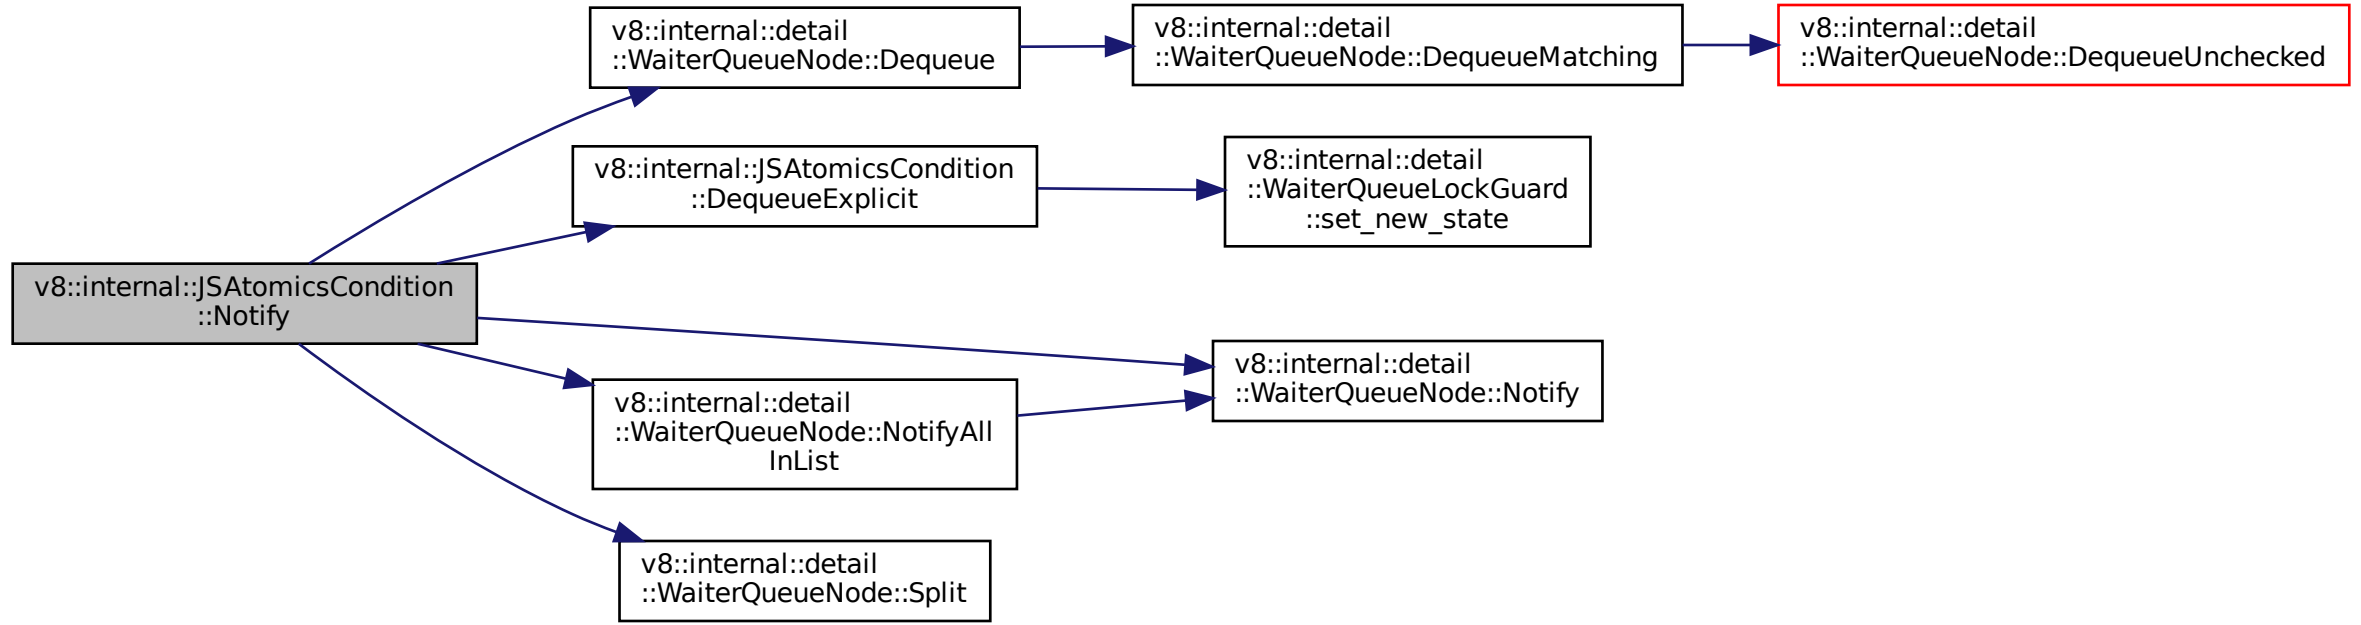 v8::internal::detail
::WaiterQueueNode::Dequeue
v8::internal::detail
::WaiterQueueNode::DequeueMatching
v8::internal::detail
::WaiterQueueNode::DequeueUnchecked
v8::internal::JSAtomicsCondition
::DequeueExplicit
v8::internal::detail
::WaiterQueueLockGuard
::set_new_state
v8::internal::JSAtomicsCondition
::Notify
v8::internal::detail
::WaiterQueueNode::Notify
v8::internal::detail
::WaiterQueueNode::NotifyAll
InList
v8::internal::detail
::WaiterQueueNode::Split